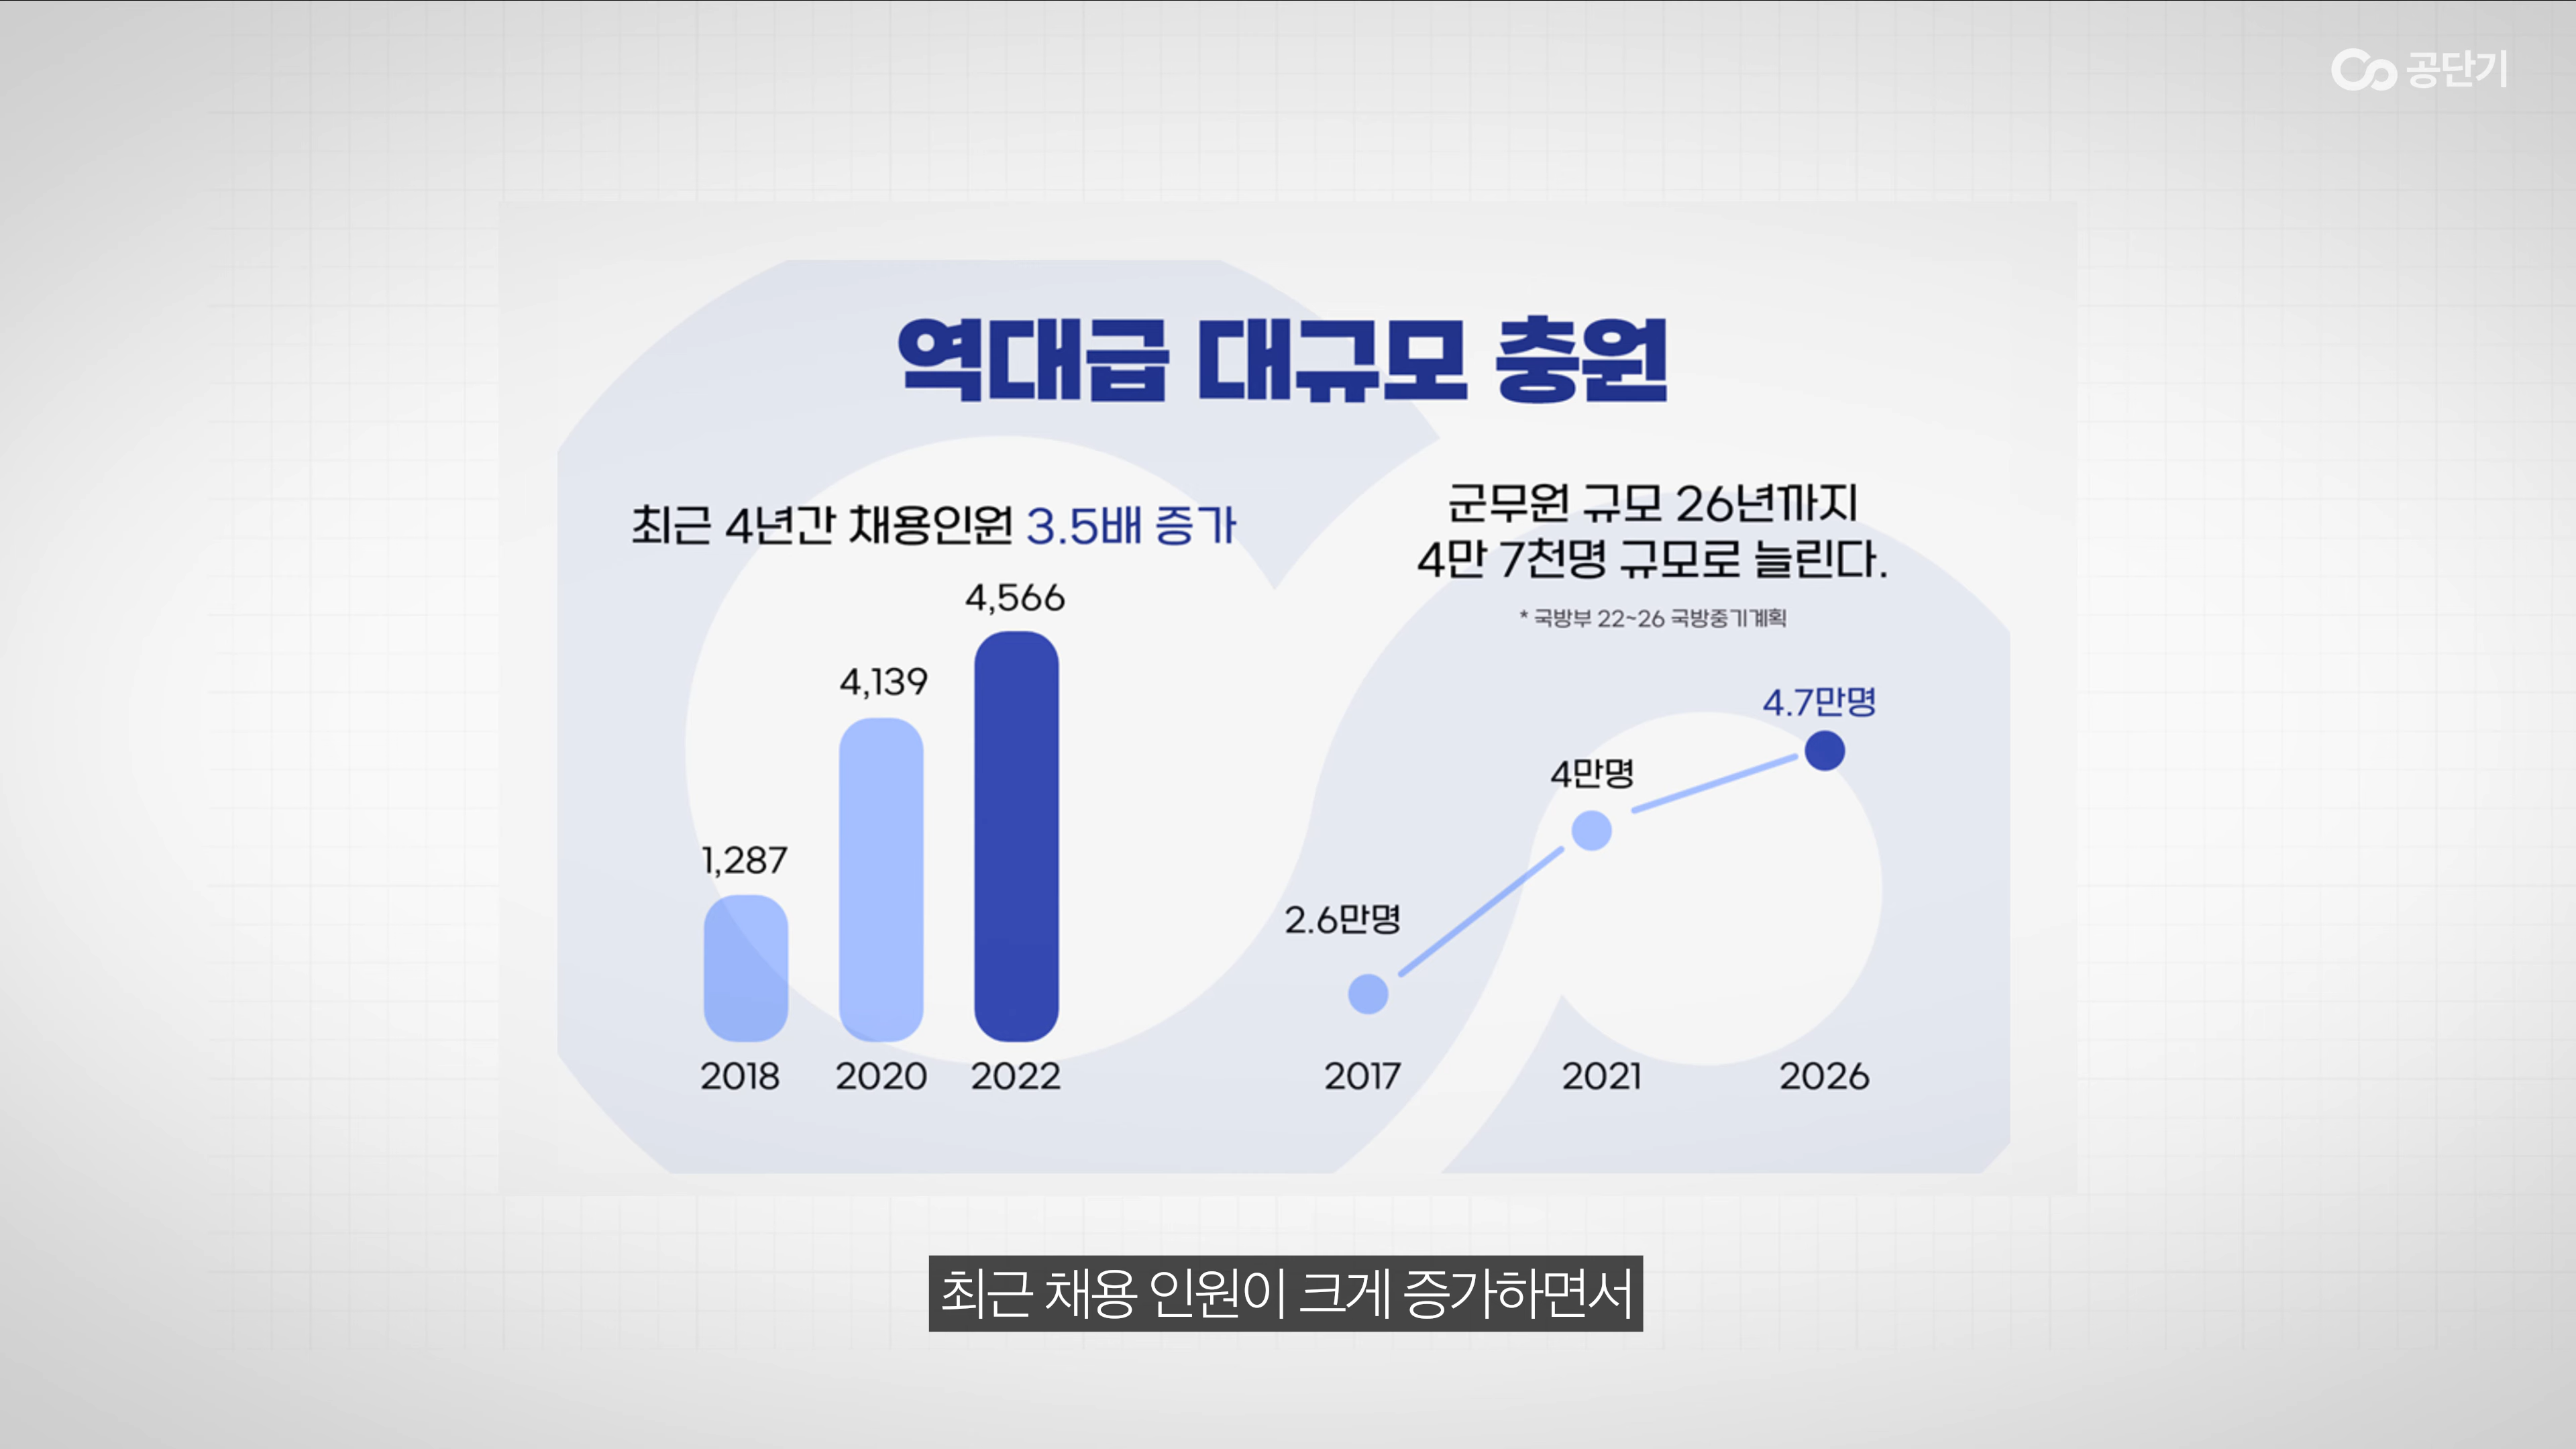 공단기
역대급 대규모 충원
최근 4년간 채용인원 3.5배 증가
4,566
4,139
1,287
2018 2020 2022
군무원 규모 26년까지
4만 7천명 규모로 늘린다.
* 국방부 22~26 국방중기계획
4.7만명
4만명
2.6만명
2017 2021 2026
최근 채용 인원이 크게 증가하면서